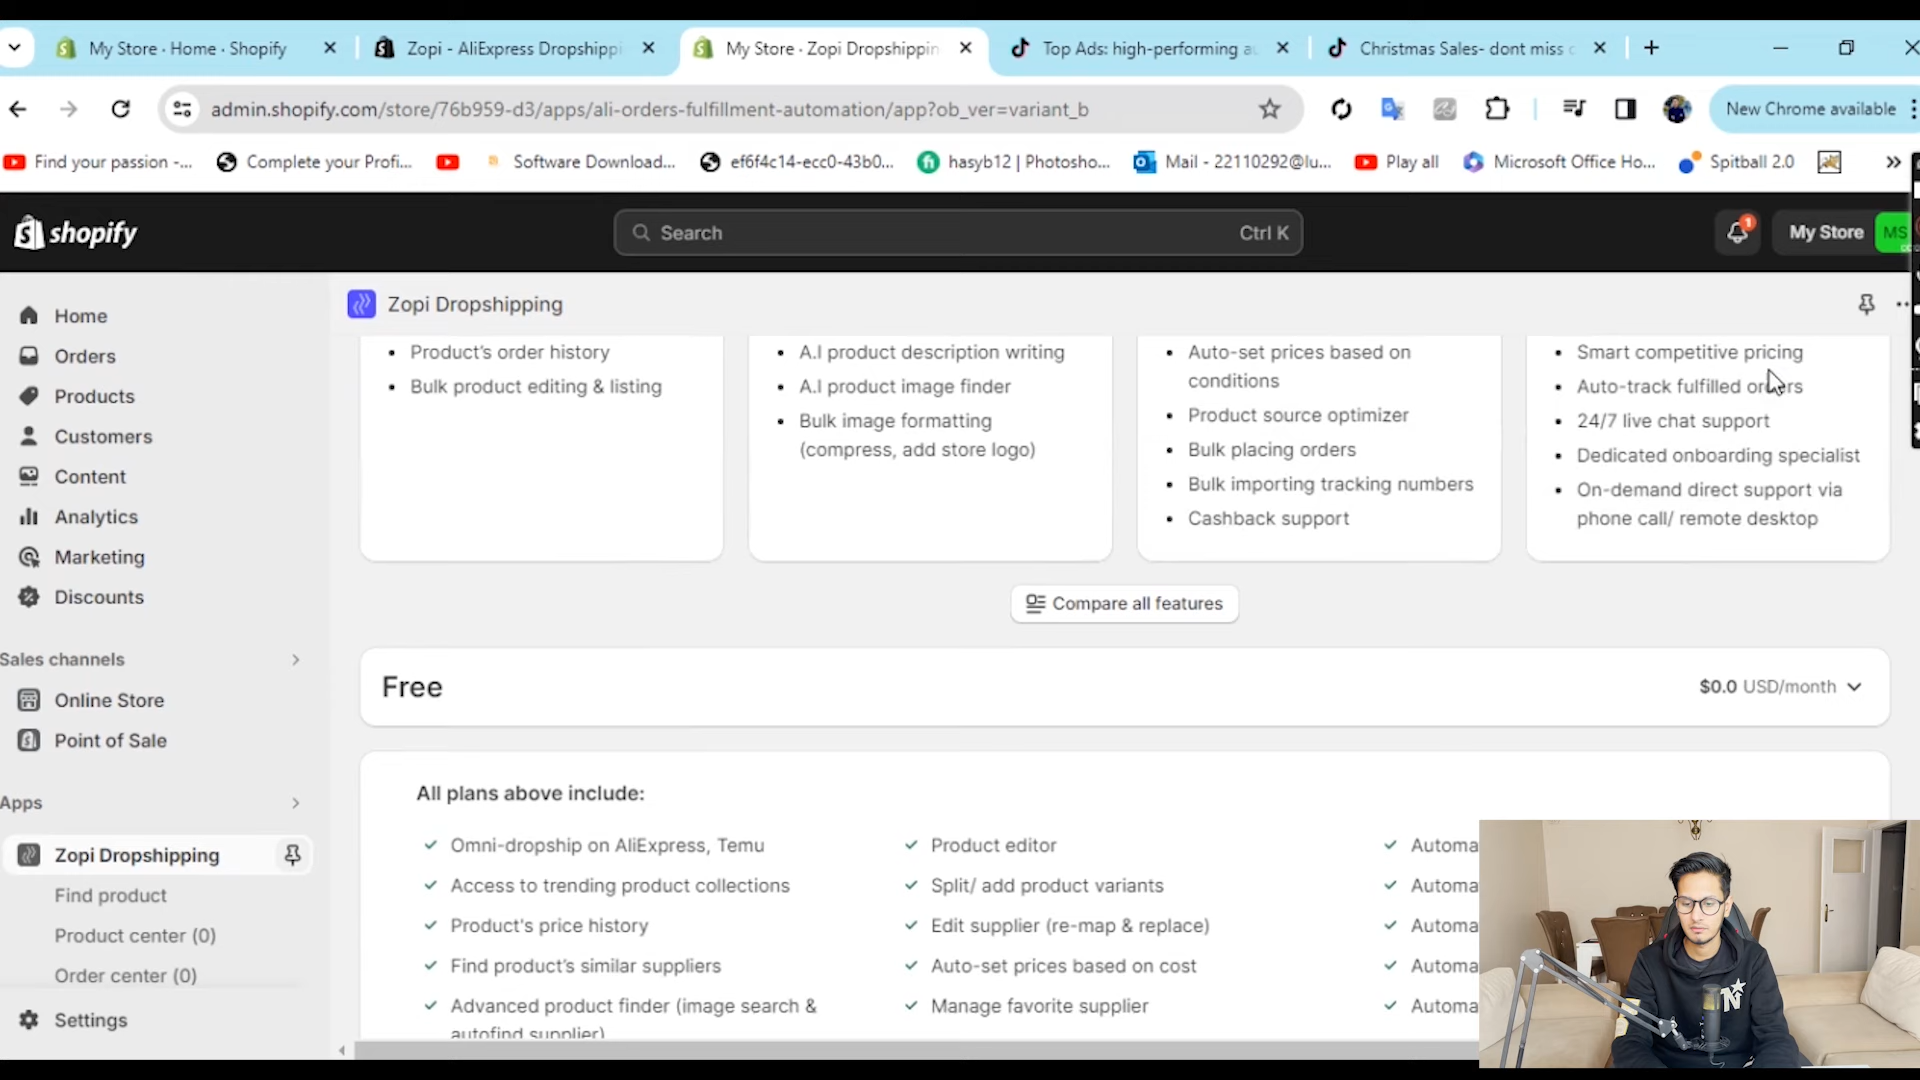 My Store · Home · Shopify
Zopi - AliExpress Dropshippi
My Store · Zopi Dropshippin
Top Ads: high-performing au
Christmas Sales- dont miss o
admin.shopify.com/store/76b959-d3/apps/ali-orders-fulfillment-automation/app?ob_ver=variant_b
New Chrome available
Find your passion -...
Complete your Profi...
Software Download...
ef6f4c14-ecc0-43b0...
hasyb12 | Photosho...
Mail - 22110292@lu...
Play all
Microsoft Office Ho...
Spitball 2.0
shopify
Search
Ctrl K
1
My Store
MS
Home
Orders
Products
Customers
Content
Analytics
Marketing
Discounts
Sales channels
Online Store
Point of Sale
Apps
Zopi Dropshipping
Find product
Product center (0)
Order center (0)
Settings
Zopi Dropshipping
Product's order history
Bulk product editing & listing
A.I product description writing
A.I product image finder
Bulk image formatting
(compress, add store logo)
Auto-set prices based on
conditions
Product source optimizer
Bulk placing orders
Bulk importing tracking numbers
Cashback support
Smart competitive pricing
Auto-track fulfilled orders
24/7 live chat support
Dedicated onboarding specialist
On-demand direct support via
phone call/ remote desktop
Compare all features
Free
$0.0 USD/month
All plans above include:
Omni-dropship on AliExpress, Temu
Access to trending product collections
Product's price history
Find product's similar suppliers
Advanced product finder (image search &
autofind supplier)
Product editor
Split/ add product variants
Edit supplier (re-map & replace)
Auto-set prices based on cost
Manage favorite supplier
Automa
Automa
Automa
Automa
Automa
N